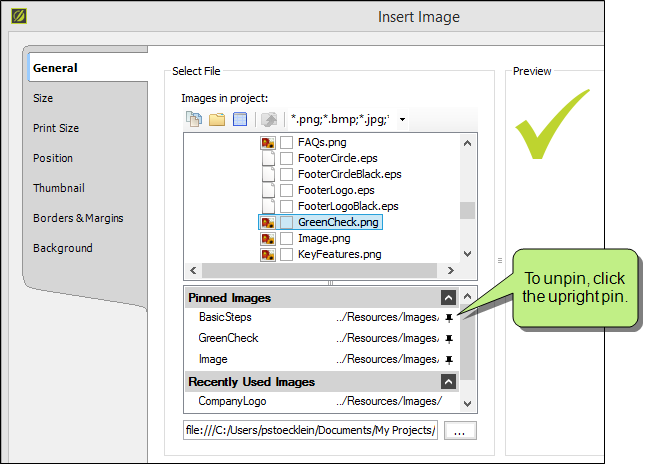 Insert Image
General
Size
Print Size
Position
Thumbnail
Borders & Margins
Background
Select File
Images in project:
*.png;*.bmp;*.jpg;*
FAQs.png
FooterCircle.eps
FooterCircleBlack.eps
FooterLogo.eps
FooterLogoBlack.eps
GreenCheck.png
Image.png
KeyFeatures.png
Pinned Images
BasicSteps ../Resources/Images/
GreenCheck ../Resources/Images/
Image ../Resources/Images/
Recently Used Images
CompanyLogo ../Resources/Images/
file:///C:/Users/pstoecklein/Documents/My Projects/
...
Preview
To unpin, click
the upright pin.